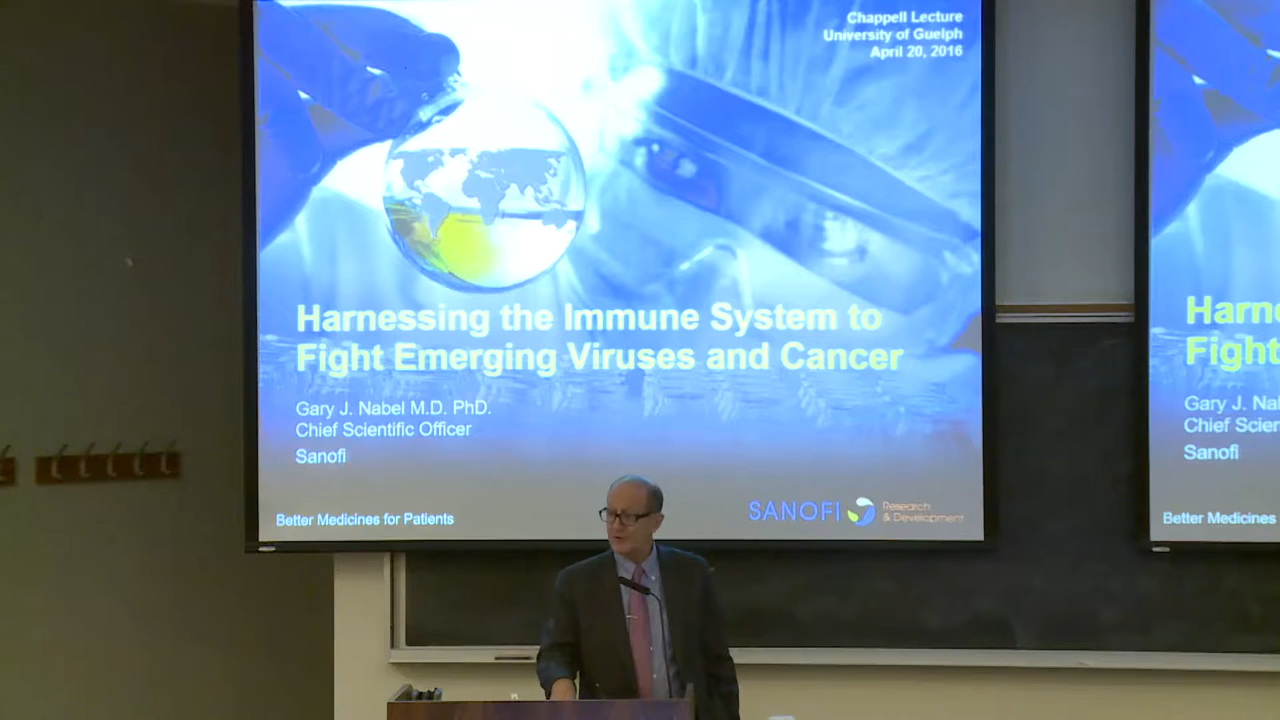 Chappell Lecture
University of Guelph
April 20, 2016
Harnessing the Immune System to
Fight Emerging Viruses and Cancer
Gary J. Nabel M.D. PhD.
Chief Scientific Officer
Sanofi
Better Medicines for Patients
SANOFI
Research
& Development
Harne
Fight
Gary J. Nab
Chief Scien
Sanofi
Better Medicines